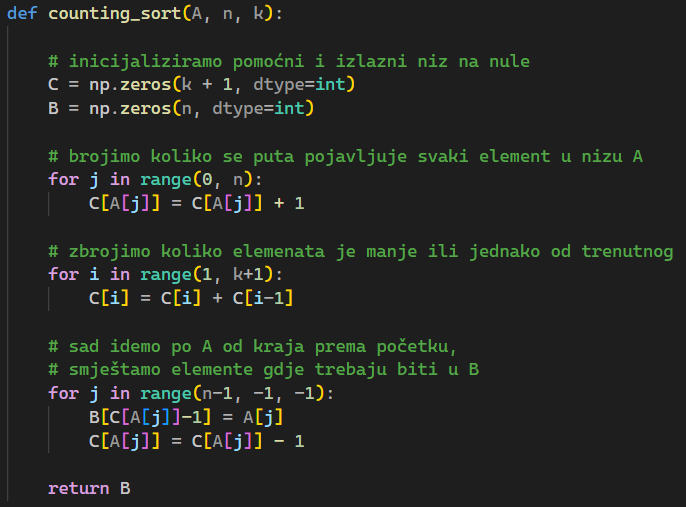 def counting_sort(A, n, k):
# inicijaliziramo pomoćni i izlazni niz na nule
C = np.zeros(k + 1, dtype=int)
B = np.zeros(n, dtype=int)
# brojimo koliko se puta pojavljuje svaki element u nizu A
for j in range(0, n):
C[A[j]] = C[A[j]] + 1
# zbrojimo koliko elemenata je manje ili jednako od trenutnog
for i in range(1, k+1):
C[i] = C[i] + C[i-1]
# sad idemo po A od kraja prema početku,
# smještamo elemente gdje trebaju biti u B
for j in range(n-1, -1, -1):
B[C[A[j]]-1] = A[j]
C[A[j]] = C[A[j]] - 1
return B